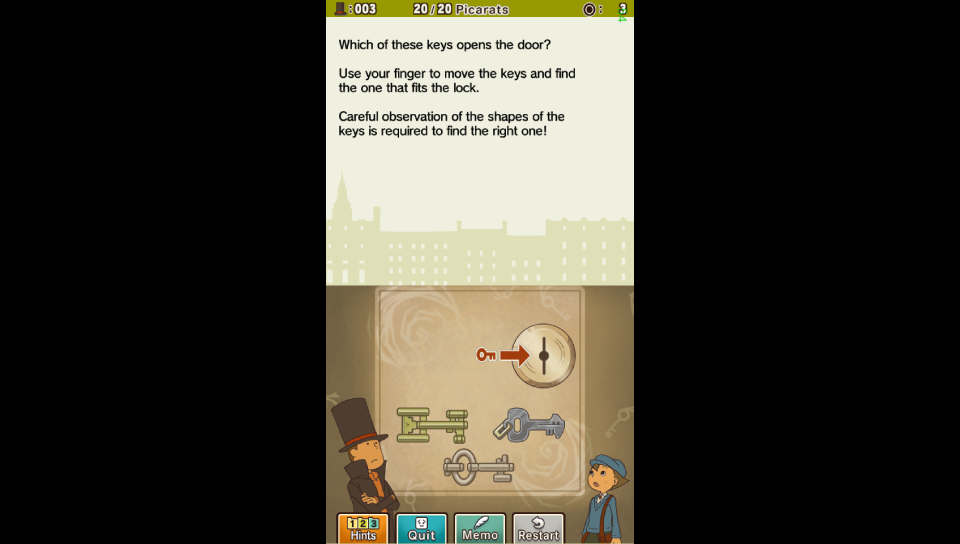 :003 20/20 Picarats : 3
Which of these keys opens the door?
Use your finger to move the keys and find
the one that fits the lock.
Careful observation of the shapes of the
keys is required to find the right one!
123
Hints Quit Memo Restart